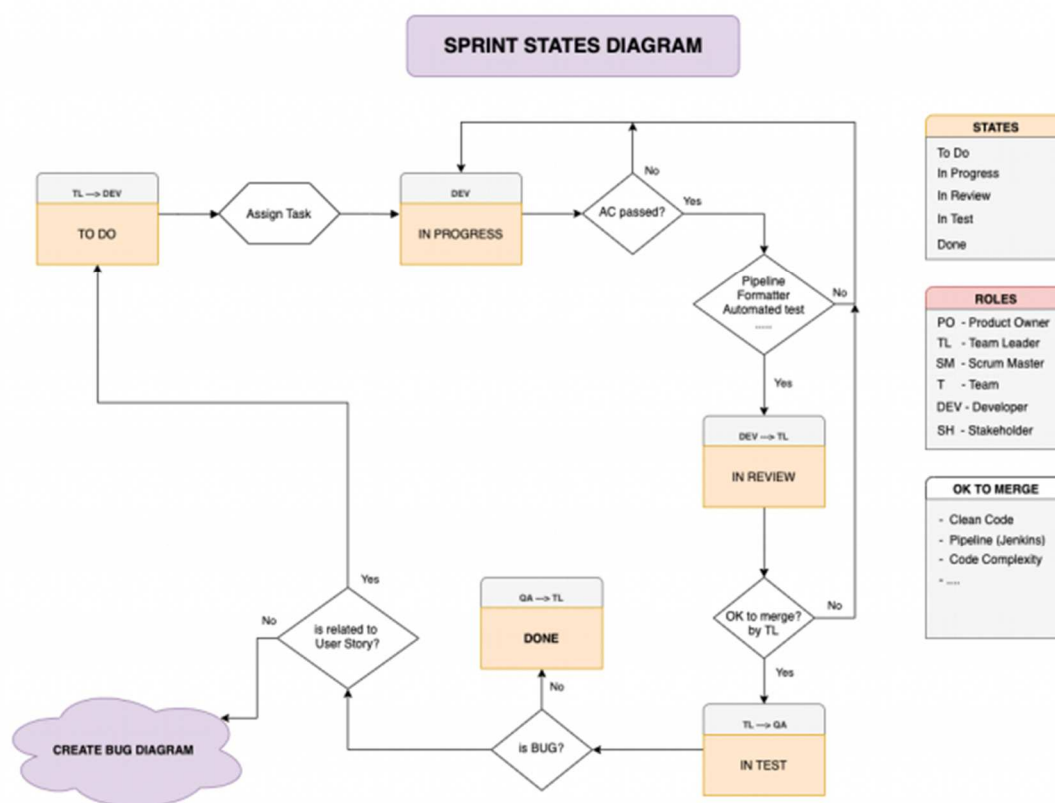 SPRINT STATES DIAGRAM
TL —> DEV
TO DO
Assign Task
DEV
IN PROGRESS
No
AC passed?
Yes
Pipeline
Formatter
Automated test
.....
No
Yes
DEV —> TL
IN REVIEW
OK to merge?
by TL
No
Yes
TL —> QA
IN TEST
is BUG?
No
QA —> TL
DONE
is related to
User Story?
Yes
No
CREATE BUG DIAGRAM
STATES
To Do
In Progress
In Review
In Test
Done
ROLES
PO - Product Owner
TL - Team Leader
SM - Scrum Master
T - Team
DEV - Developer
SH - Stakeholder
OK TO MERGE
- Clean Code
- Pipeline (Jenkins)
- Code Complexity
- ....